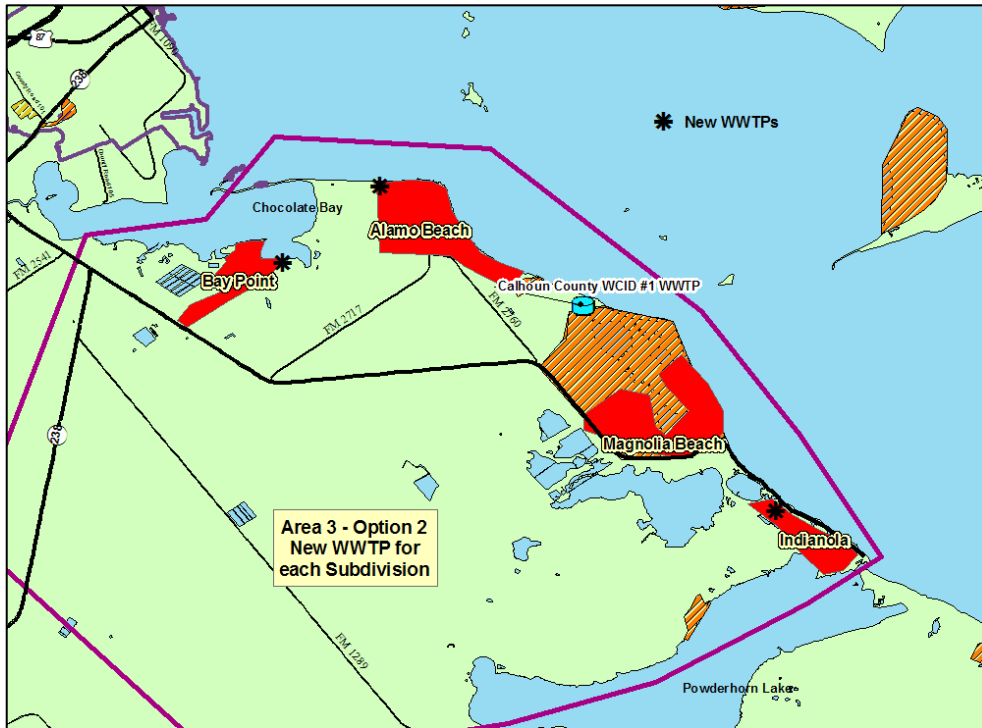 87
FM 1090
238
New WWTPs
Chocolate Bay
Alamo Beach
FM 2541
Bay Point
Calhoun County WCID #1 WWTP
FM 2717
FM 2760
238
Magnolia Beach
Area 3 - Option 2
New WWTP for
each Subdivision
Indianola
FM 1289
Powderhorn Lake